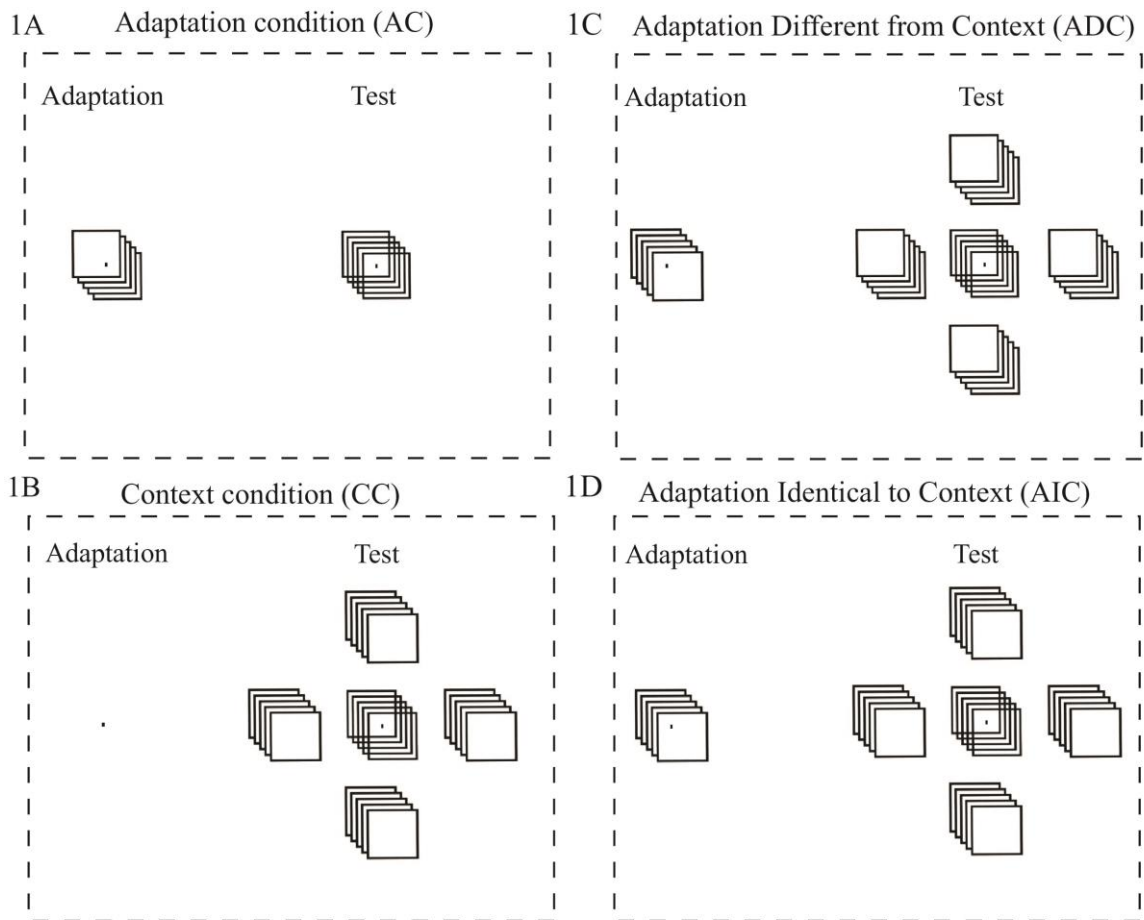 1A
Adaptation condition (AC)
Adaptation
Test
1B
Context condition (CC)
Adaptation
Test
1C
Adaptation Different from Context (ADC)
Adaptation
Test
1D
Adaptation Identical to Context (AIC)
Adaptation
Test